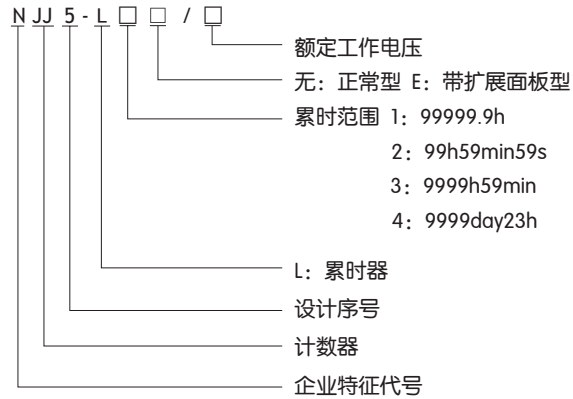 N JJ 5 - L □ □ / □
额定工作电压
无：正常型 E：带扩展面板型
累时范围 1：99999.9h
2：99h59min59s
3：9999h59min
4：9999day23h
L：累时器
设计序号
计数器
企业特征代号